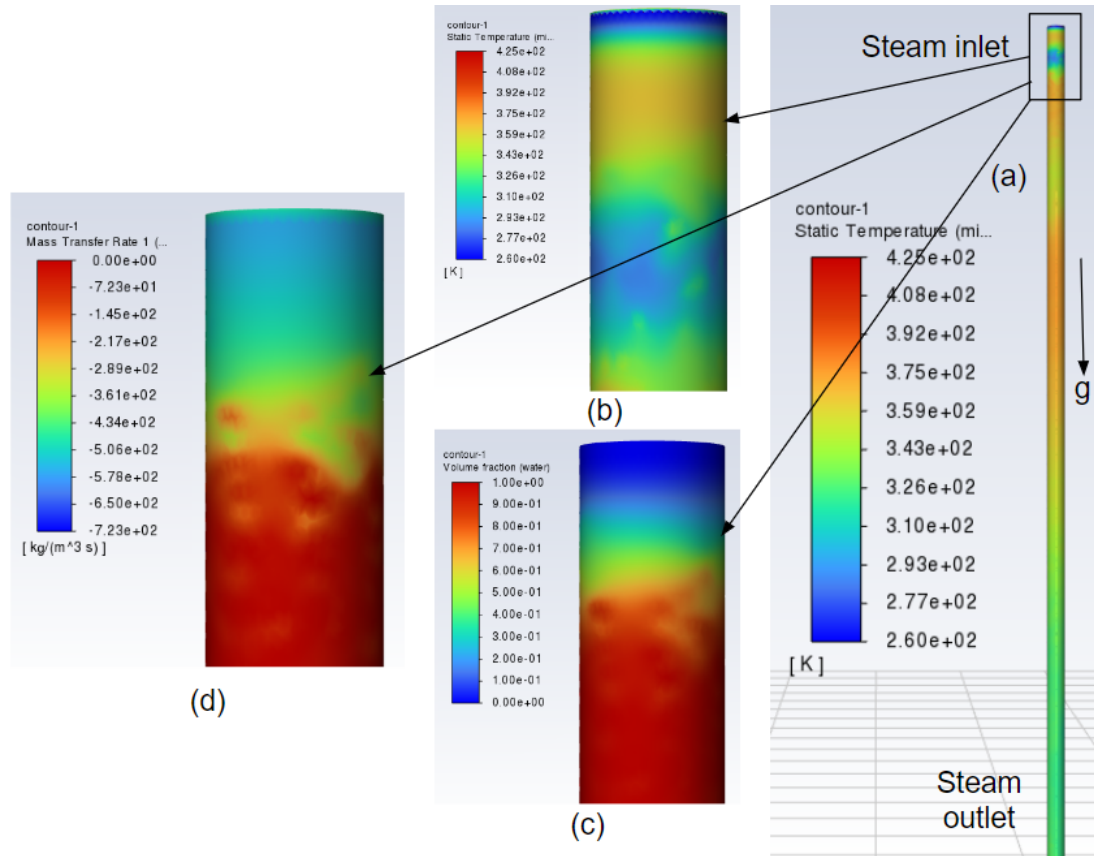 contour-1
Static Temperature (mi...
4.25e+02
4.08e+02
3.92e+02
3.75e+02
3.59e+02
3.43e+02
3.26e+02
3.10e+02
2.93e+02
2.77e+02
2.60e+02
[ K ]
(b)
Steam inlet
(a)
contour-1
Static Temperature (mi...
4.25e+02
4.08e+02
3.92e+02
3.75e+02
3.59e+02
3.43e+02
3.26e+02
3.10e+02
2.93e+02
2.77e+02
2.60e+02
[ K ]
g
Steam
outlet
contour-1
Mass Transfer Rate 1 (...
0.00e+00
-7.23e+01
-1.45e+02
-2.17e+02
-2.89e+02
-3.61e+02
-4.34e+02
-5.06e+02
-5.78e+02
-6.50e+02
-7.23e+02
[ kg/(m^3 s) ]
(d)
contour-1
Volume fraction (water)
1.00e+00
9.00e-01
8.00e-01
7.00e-01
6.00e-01
5.00e-01
4.00e-01
3.00e-01
2.00e-01
1.00e-01
0.00e+00
(c)